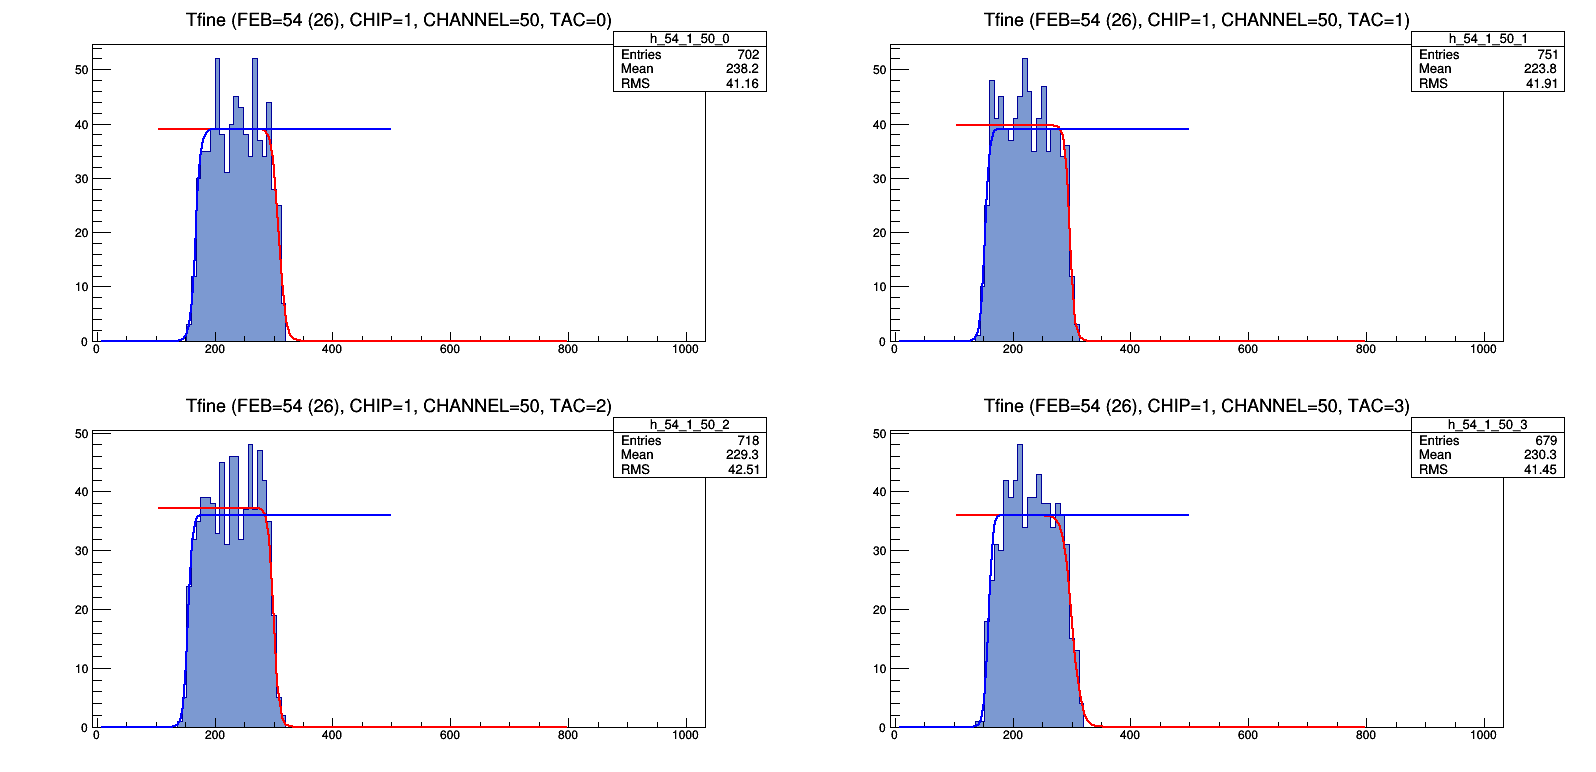 Tfine (FEB=54 (26), CHIP=1, CHANNEL=50, TAC=0)
h_54_1_50_0
Entries 702
Mean 238.2
RMS 41.16
50
40
30
20
10
0
0 200 400 600 800 1000
Tfine (FEB=54 (26), CHIP=1, CHANNEL=50, TAC=1)
h_54_1_50_1
Entries 751
Mean 223.8
RMS 41.91
50
40
30
20
10
0
0 200 400 600 800 1000
Tfine (FEB=54 (26), CHIP=1, CHANNEL=50, TAC=2)
h_54_1_50_2
Entries 718
Mean 229.3
RMS 42.51
50
40
30
20
10
0
0 200 400 600 800 1000
Tfine (FEB=54 (26), CHIP=1, CHANNEL=50, TAC=3)
h_54_1_50_3
Entries 679
Mean 230.3
RMS 41.45
50
40
30
20
10
0
0 200 400 600 800 1000